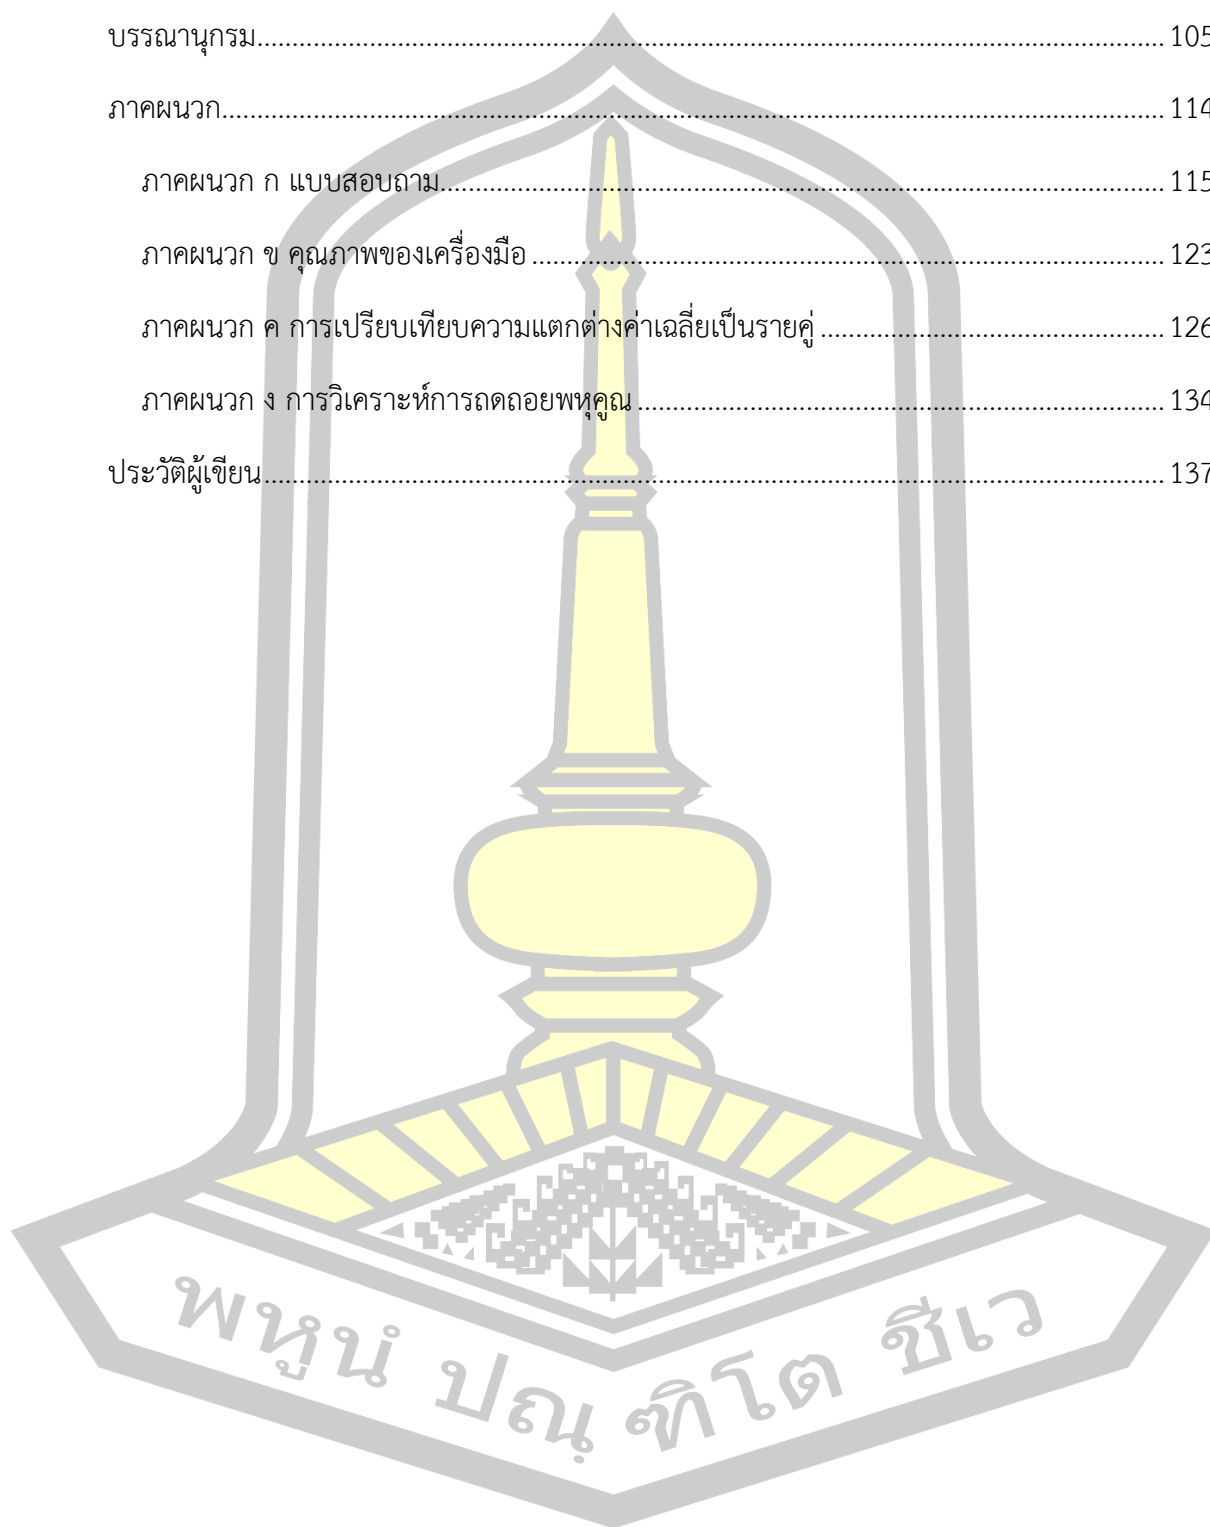 บรรณานุกรม........................................................................................................ 105
ภาคผนวก............................................................................................................. 114
ภาคผนวก ก แบบสอบถาม................................................................................ 115
ภาคผนวก ข คุณภาพของเครื่องมือ ..................................................................... 123
ภาคผนวก ค การเปรียบเทียบความแตกต่างค่าเฉลี่ยเป็นรายคู่ ...................................... 126
ภาคผนวก ง การวิเคราะห์การถดถอยพหุคูณ .......................................................... 134
ประวัติผู้เขียน....................................................................................................... 137
พหูนํ ปณฺ ฑิโต ชีเว